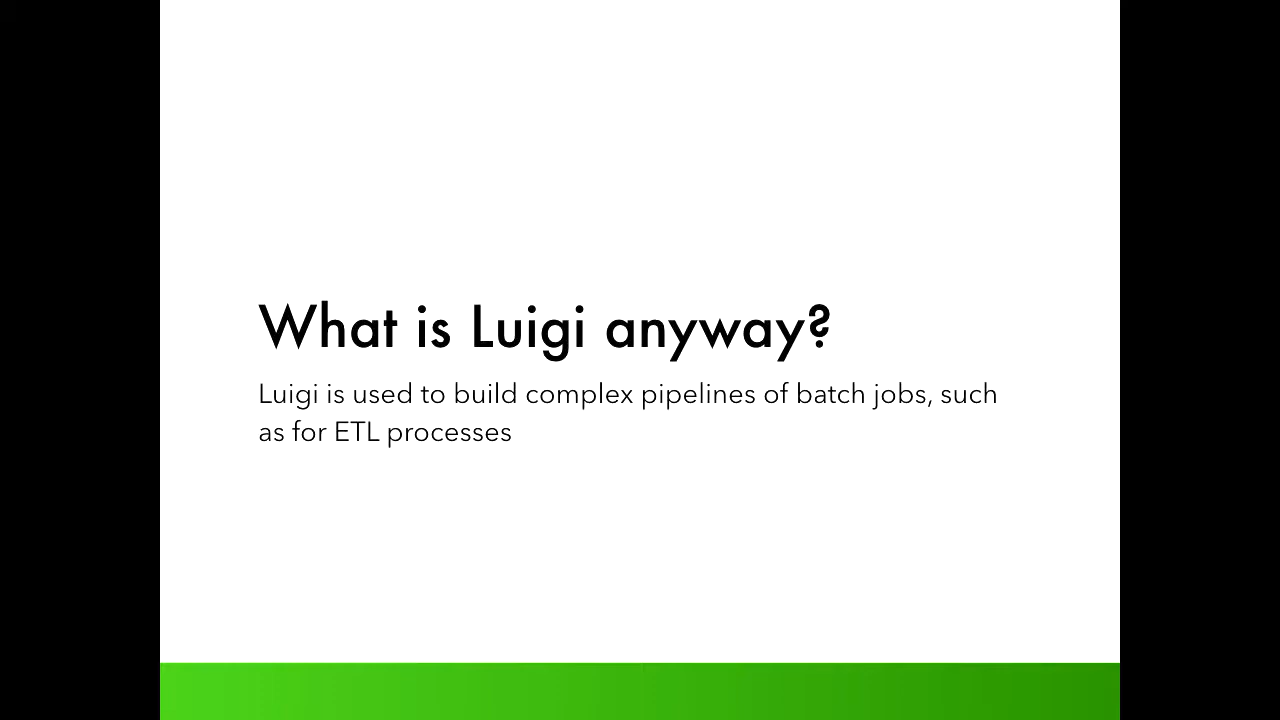 What is Luigi anyway?
Luigi is used to build complex pipelines of batch jobs, such
as for ETL processes